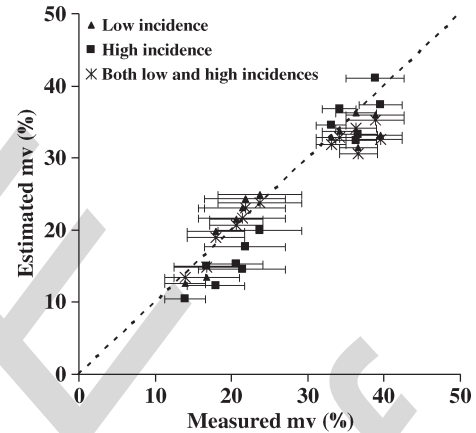 50
Low incidence
High incidence
Both low and high incidences
40
30
20
10
0
Estimated mv (%)
0 10 20 30 40 50
Measured mv (%)